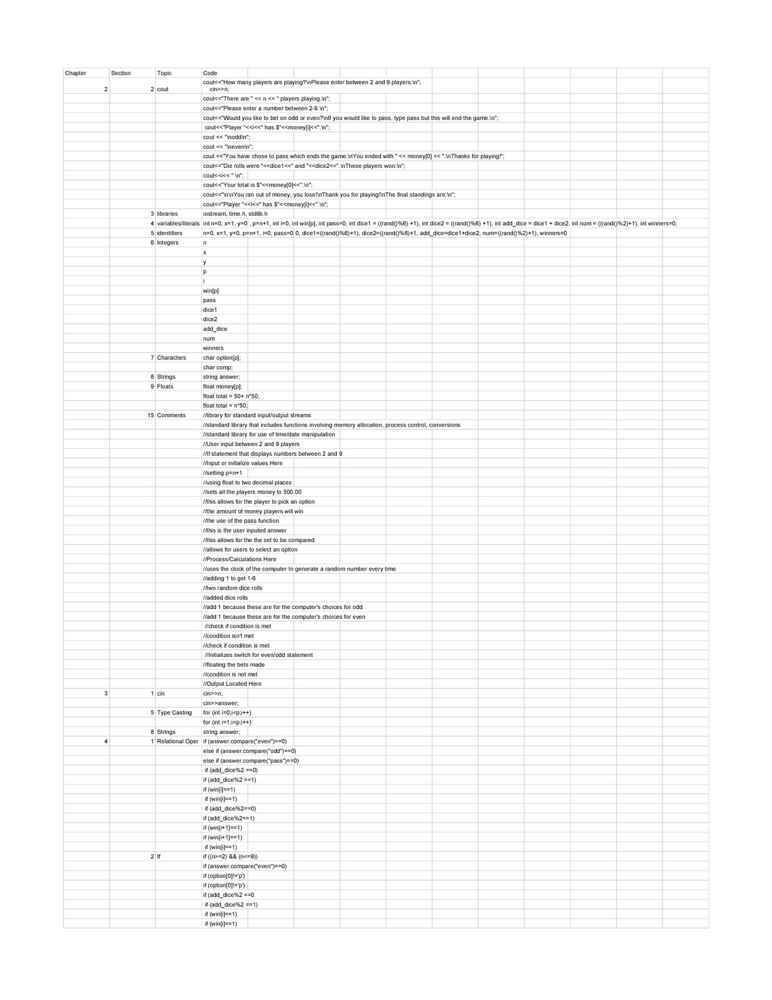 Chapter Section Topic Code
cout<<"How many players are playing?\nPlease enter between 2 and 9 players:\n";
2 2 cout cin>>n;
cout<<"There are " << n << " players playing.\n";
cout<<"Please enter a number between 2-9.\n";
cout<<"Would you like to bet on odd or even?\nIf you would like to pass, type pass but this will end the game.\n";
cout<<"Player "<<i<<" has $"<<money[i]<<".\n";
cout << "\nodd\n";
cout << "\neven\n";
cout <<"You have chose to pass which ends the game.\nYou ended with " << money[0] << ".\nThanks for playing!";
cout<<"Die rolls were "<<dice1<<" and "<<dice2<<".\nThese players won:\n";
cout<<i<< " \n";
cout<<"Your total is $"<<money[0]<<".\n";
cout<<"\n\nYou ran out of money, you lose!\nThank you for playing!\nThe final standings are:\n";
cout<<"Player "<<i<<" has $"<<money[i]<<".\n";
3 libraries iostream, time.h, stdlib.h
4 variables/literals int n=0, x=1, y=0 , p=n+1, int i=0, int win[p], int pass=0, int dice1 = ((rand()%6) +1), int dice2 = ((rand()%6) +1), int add_dice = dice1 + dice2, int num = ((rand()%2)+1), int winners=0;
5 identifiers n=0, x=1, y=0, p=n+1, i=0, pass=0 0, dice1=((rand()%6)+1), dice2=((rand()%6)+1, add_dice=dice1+dice2, num=((rand()%2)+1), winners=0
6 Integers n
x
y
p
i
win[p]
pass
dice1
dice2
add_dice
num
winners
7 Characters char option[p];
char comp;
8 Strings string answer;
9 Floats float money[p];
float total = 50+ n*50;
float total = n*50;
15 Comments //library for standard input/output streams
//standard library that includes functions involving memory allocation, process control, conversions
//standard library for use of time/date manipulation
//User input between 2 and 9 players
//If statement that displays numbers between 2 and 9
//Input or initialize values Here
//setting p=n+1
//using float to two decimal places
//sets all the players money to 500.00
//this allows for the player to pick an option
//the amount of money players will win
//the use of the pass function
//this is the user inputed answer
//this allows for the the set to be compared
//allows for users to select an option
//Process/Calculations Here
//uses the clock of the computer to generate a random number every time
//adding 1 to get 1-6
//two random dice rolls
//added dice rolls
//add 1 because these are for the computer's choices for odd
//add 1 because these are for the computer's choices for even
//check if condition is met
//condition isn't met
//check if condition is met
//Initializes switch for even/odd statement
//floating the bets made
//condition is not met
//Output Located Here
3 1 cin cin>>n;
cin>>answer;
5 Type Casting for (int i=0;i<p;i++)
for (int i=1;i<p;i++)
8 Strings string answer;
4 1 Relational Oper if (answer.compare("even")==0)
else if (answer.compare("odd")==0)
else if (answer.compare("pass")==0)
if (add_dice%2 ==0)
if (add_dice%2 ==1)
if (win[i]==1)
if (win[i]==1)
if (add_dice%2==0)
if (add_dice%2==1)
if (win[i+1]==1)
if (win[i+1]==1)
if (win[i]==1)
2 If if ((n>=2) && (n<=9))
if (answer.compare("even")==0)
if (option[0]!='p')
if (option[0]!='p')
if (add_dice%2 ==0
if (add_dice%2 ==1)
if (win[i]==1)
if (win[i]==1)